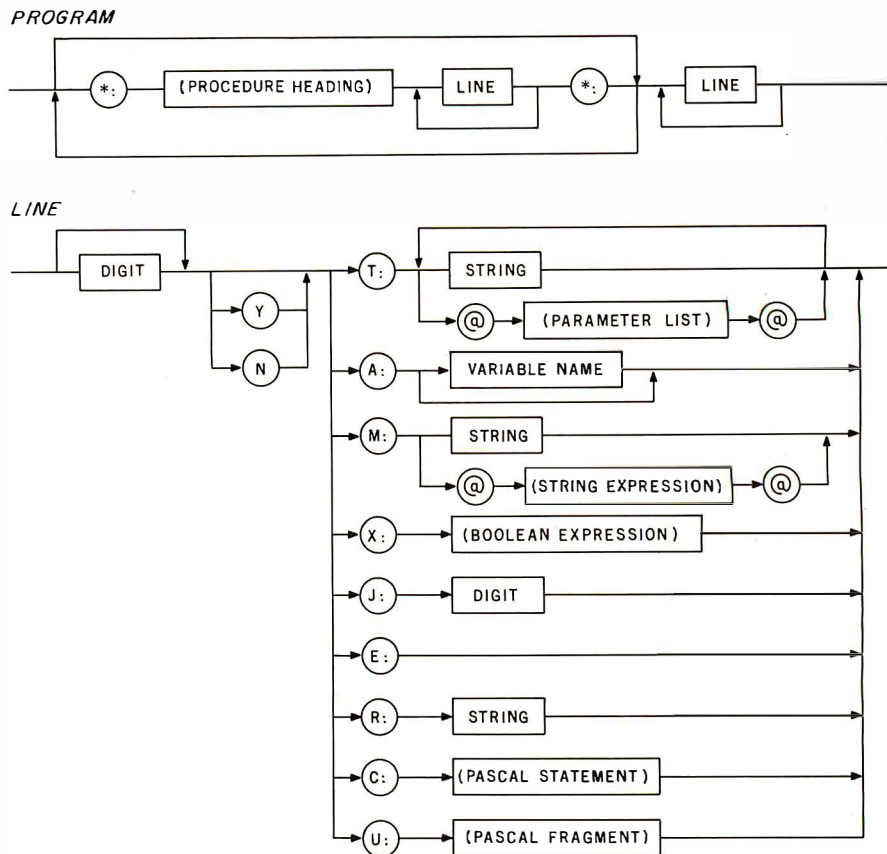 PROGRAM
*: (PROCEDURE HEADING) LINE *: LINE
LINE
DIGIT
Y
N
T: STRING
@ (PARAMETER LIST) @
A: VARIABLE NAME
M: STRING
@ (STRING EXPRESSION) @
X: (BOOLEAN EXPRESSION)
J: DIGIT
E:
R: STRING
C: (PASCAL STATEMENT)
U: (PASCAL FRAGMENT)